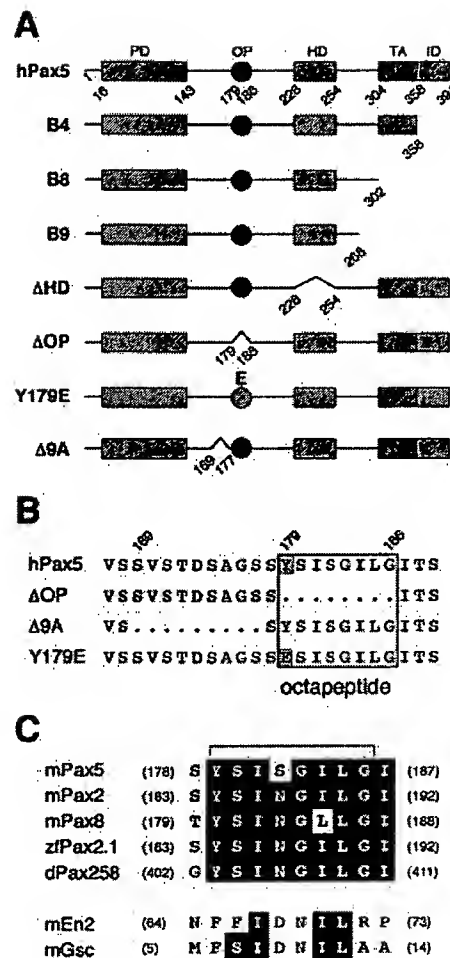 A
PD OP HD TA ID
hPax5
16 143 179 186 228 254 304 358 391
B4
358
B8
302
B9
268
ΔHD
228 254
ΔOP
179 186
E
Y179E
Δ9A
169 177
B
169 179 186
hPax5 VSSVSTDSAGSSYSISGILGITS
ΔOP VSSVSTDSAGSS........ITS
Δ9A VS.........SYSISGILGITS
Y179E VSSVSTDSAGSSESISGILGITS
octapeptide
C
mPax5 (178) S Y S I S G I L G I (187)
mPax2 (183) S Y S I N G I L G I (192)
mPax8 (179) T Y S I N G L L G I (188)
zfPax2.1 (183) S Y S I N G I L G I (192)
dPax258 (402) G Y S I N G I L G I (411)
mEn2 (64) N F F I D N I L R P (73)
mGsc (5) M F S I D N I L A A (14)